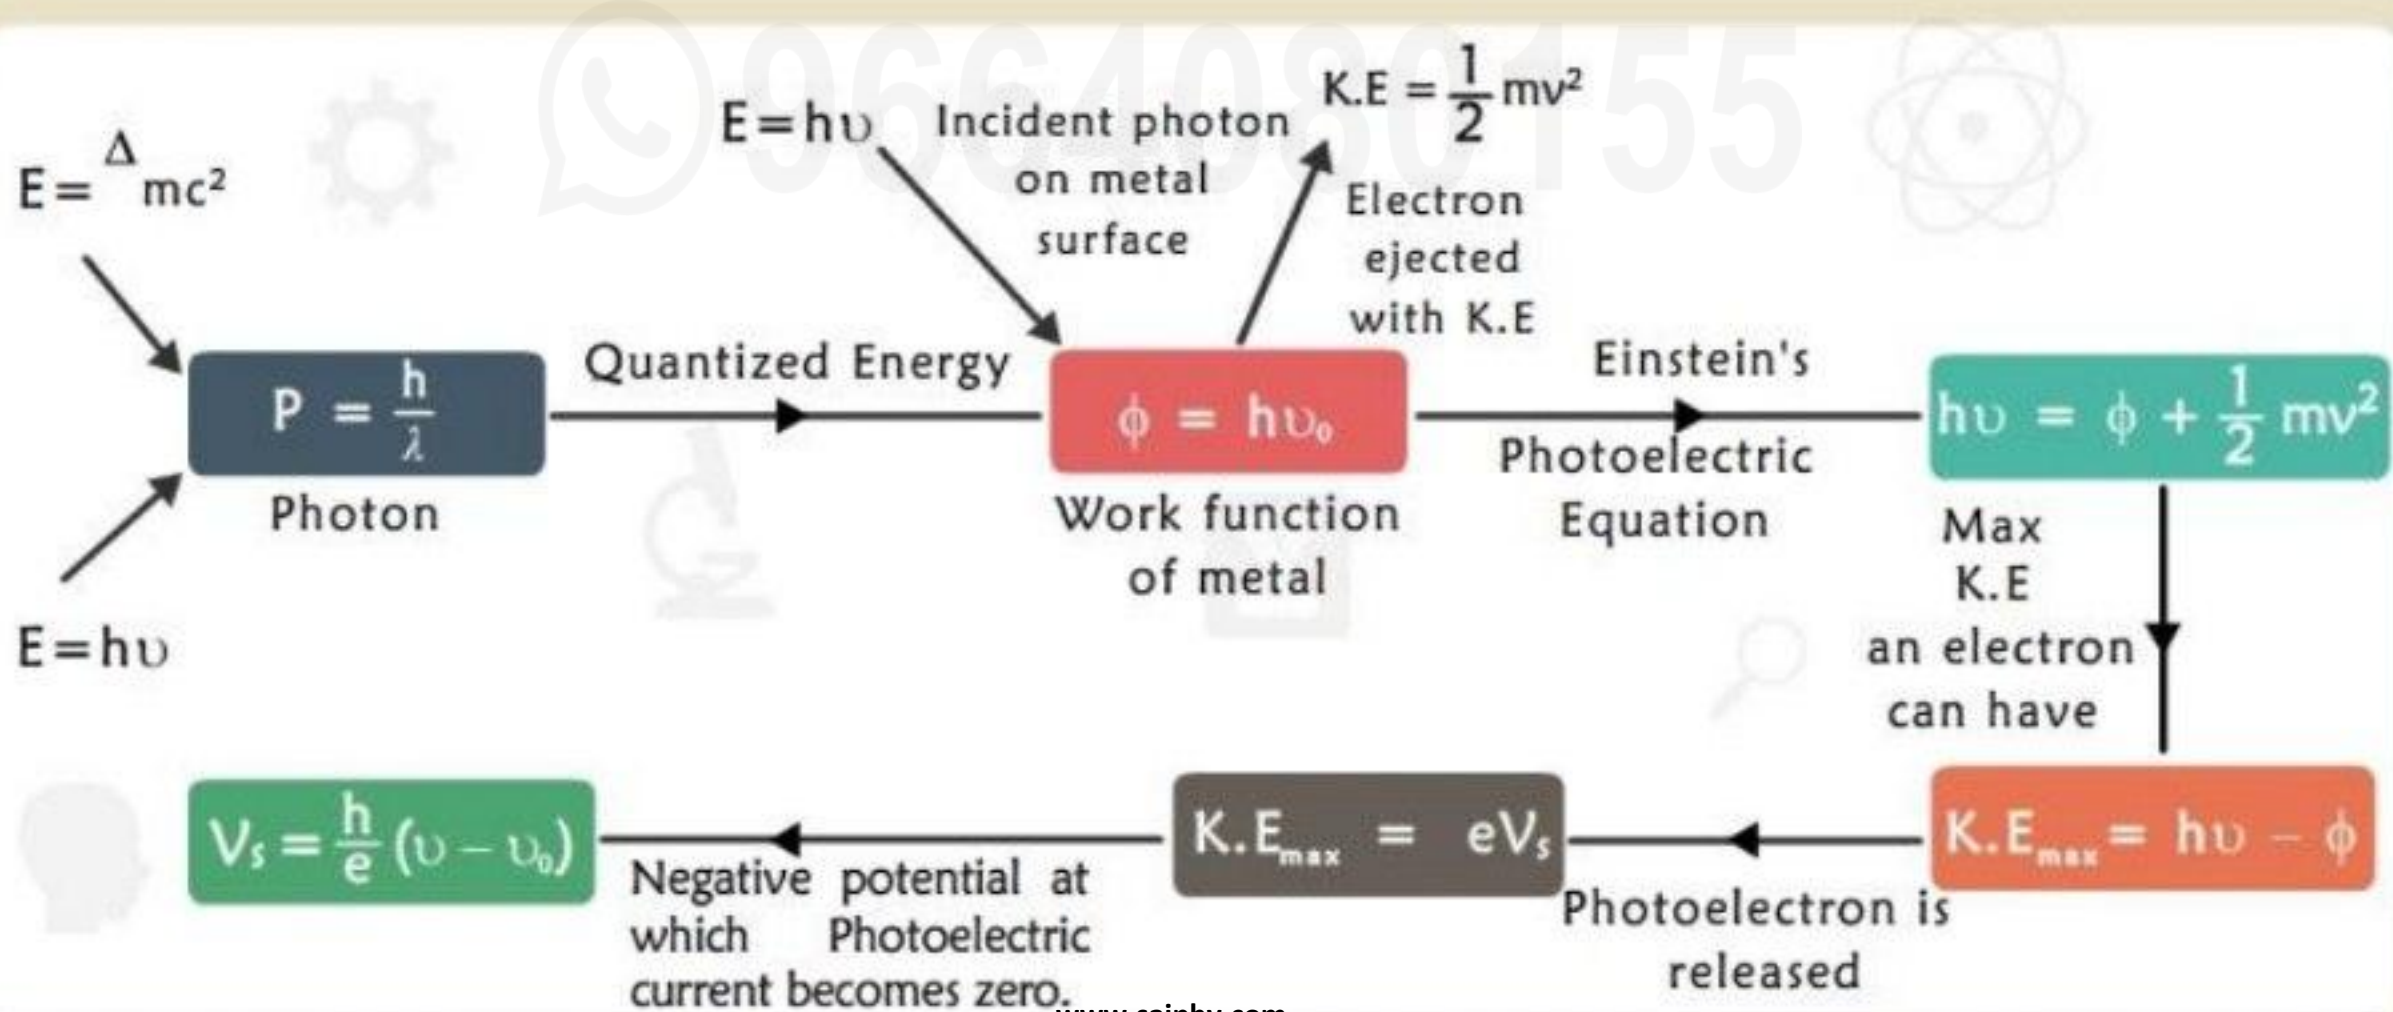 9664080155
E = Δ mc²
E=hυ
Incident photon
on metal
surface
K.E = 1/2 mv²
Electron
ejected
with K.E
P = h/λ
Photon
E=hυ
Quantized Energy
ϕ = hυ₀
Work function
of metal
Einstein's
Photoelectric
Equation
hυ = ϕ + 1/2 mv²
Max
K.E
an electron
can have
K.Emax = hυ − ϕ
Photoelectron is
released
K.Emax = eVs
Negative potential at
which Photoelectric
current becomes zero.
Vs = h/e (υ − υ₀)